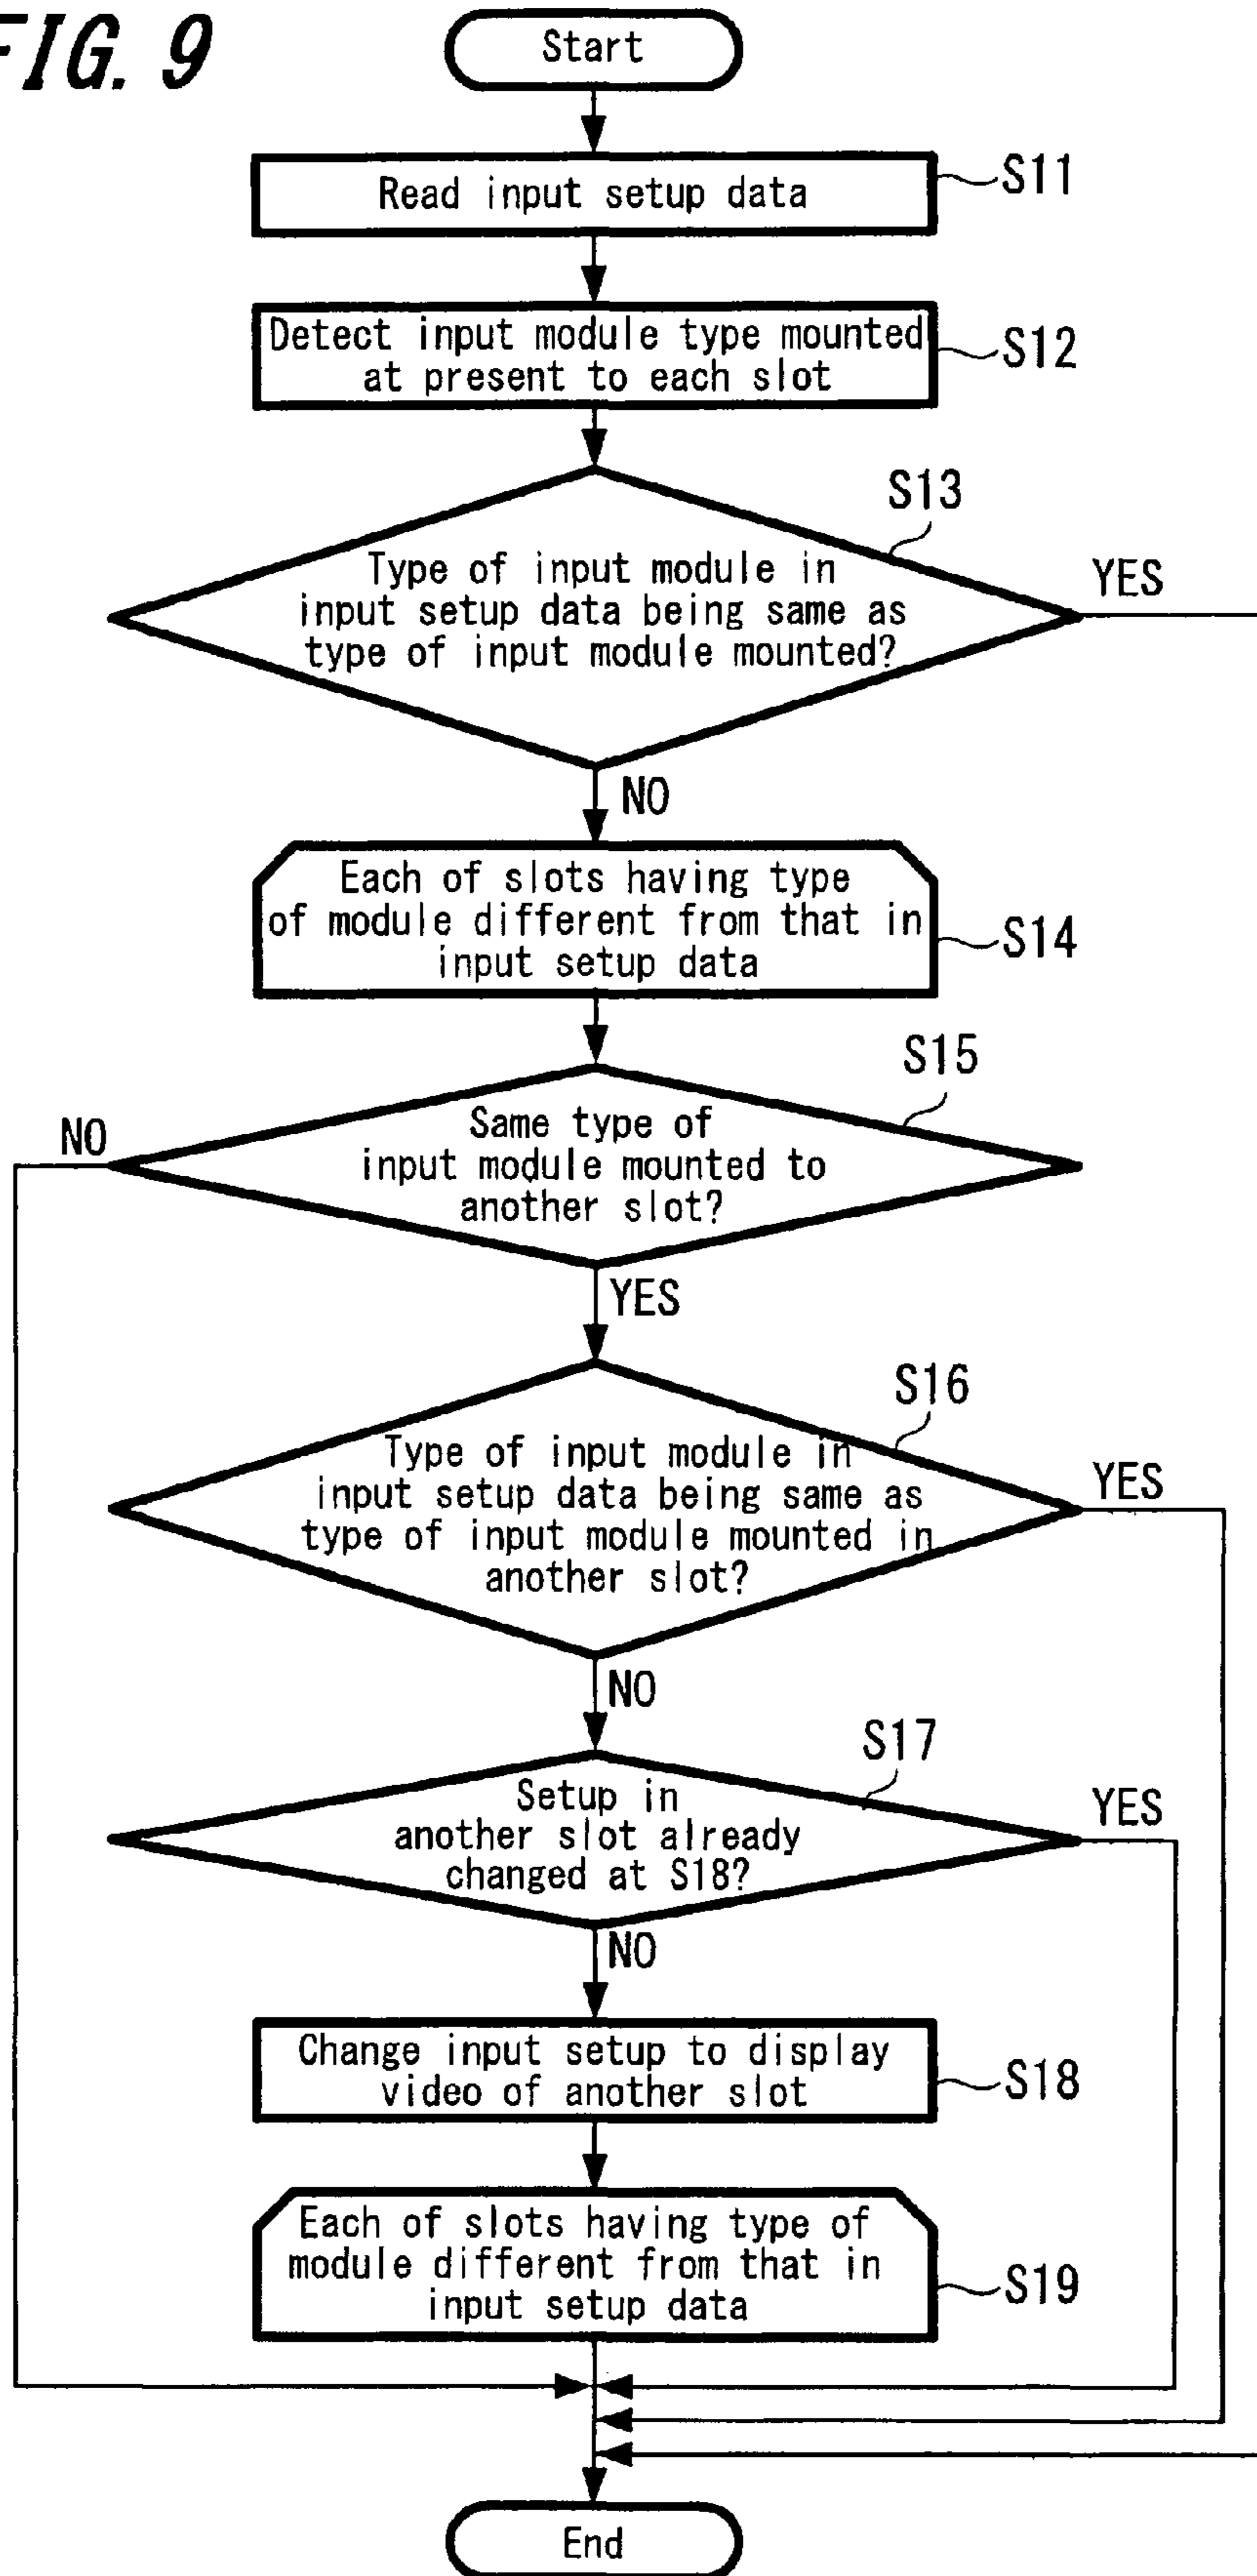 FIG. 9
Start
Read input setup data
S11
Detect input module type mounted
at present to each slot
S12
S13
Type of input module in
input setup data being same as
type of input module mounted?
YES
NO
Each of slots having type
of module different from that in
input setup data
S14
S15
Same type of
input module mounted to
another slot?
NO
YES
S16
Type of input module in
input setup data being same as
type of input module mounted in
another slot?
YES
NO
S17
Setup in
another slot already
changed at S18?
YES
NO
Change input setup to display
video of another slot
S18
Each of slots having type of
module different from that in
input setup data
S19
End